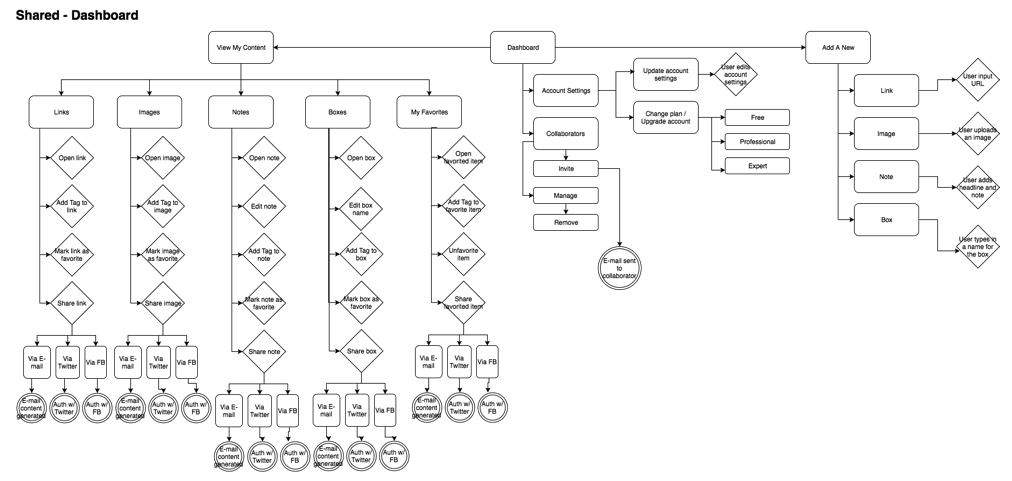 Shared - Dashboard
View My Content
Dashboard
Add A New
Links
Images
Notes
Boxes
My Favorites
Account Settings
Update account
settings
User edits
account
settings
Change plan /
Upgrade account
Free
Professional
Expert
Collaborators
Invite
Manage
Remove
E-mail sent
to
collaborator
Link
User input
URL
Image
User uploads
an image
Note
User adds
headline and
note
Box
User types in
a name for
the box
Open link
Add Tag to
link
Mark link as
favorite
Share link
Via E-
mail
Via
Twitter
Via FB
E-mail
content
generated
Auth w/
Twitter
Auth w/
FB
Open image
Add Tag to
image
Mark image
as favorite
Share image
Via E-
mail
Via
Twitter
Via FB
E-mail
content
generated
Auth w/
Twitter
Auth w/
FB
Open note
Edit note
Add Tag to
note
Mark note as
favorite
Share note
Via E-
mail
Via
Twitter
Via FB
E-mail
content
generated
Auth w/
Twitter
Auth w/
FB
Open box
Edit box
name
Add Tag to
box
Mark box as
favorite
Share box
Via E-
mail
Via
Twitter
Via FB
E-mail
content
generated
Auth w/
Twitter
Auth w/
FB
Open
favorited item
Add Tag to
favorite item
Unfavorite
item
Share
favorited item
Via E-
mail
Via
Twitter
Via FB
E-mail
content
generated
Auth w/
Twitter
Auth w/
FB